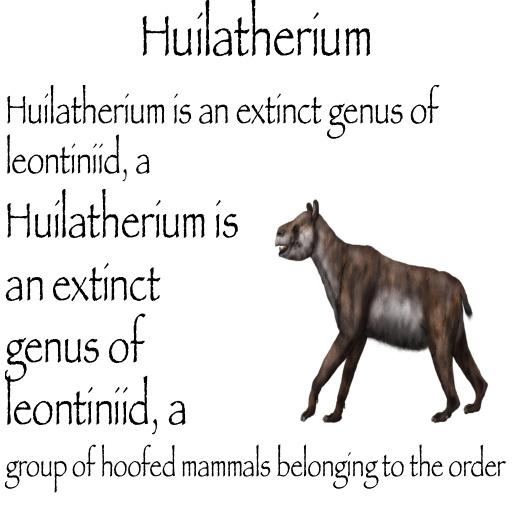 Huilatherium
Huilatherium is an extinct genus of
leontiniid, a
Huilatherium is
an extinct
genus of
leontiniid, a
group of hoofed mammals belonging to the order